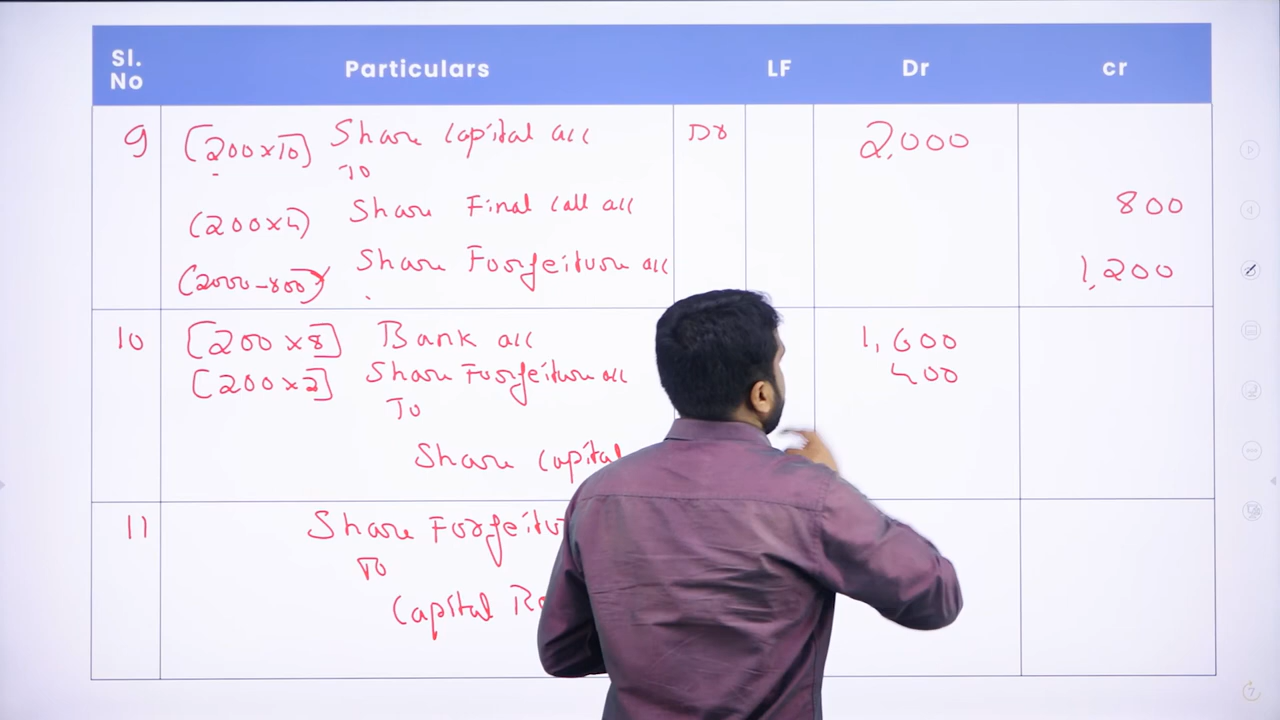 Sl. No Particulars LF Dr cr
9 [200×10] Share Capital a/c Dr 2,000
To
(200×4) Share Final Call a/c 800
(2000-800) Share Forfeiture a/c 1,200
10 [200×8] Bank a/c 1,600
[200×2] Share Forfeiture a/c 400
To
Share Capital
11 Share Forfeitu
To
Capital Re